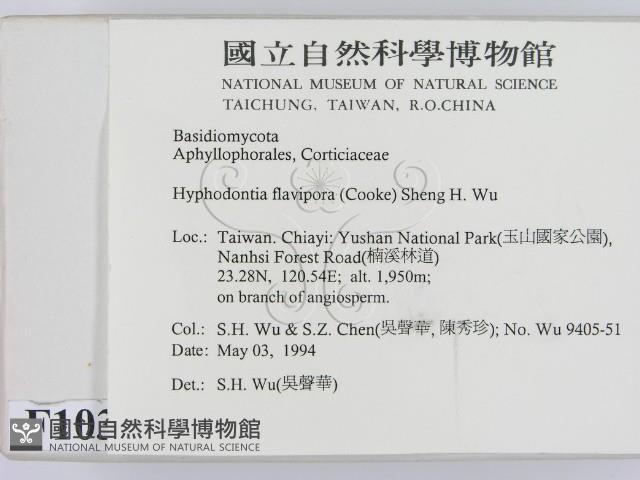 國立自然科學博物館
NATIONAL MUSEUM OF NATURAL SCIENCE
TAICHUNG, TAIWAN, R.O.CHINA
Basidiomycota
Aphyllophorales, Corticiaceae
Hyphodontia flavipora (Cooke) Sheng H. Wu
Loc.: Taiwan. Chiayi: Yushan National Park(玉山國家公園),
Nanhsi Forest Road(楠溪林道)
23.28N, 120.54E; alt. 1,950m;
on branch of angiosperm.
Col.: S.H. Wu & S.Z. Chen(吳聲華, 陳秀珍); No. Wu 9405-51
Date: May 03, 1994
Det.: S.H. Wu(吳聲華)
國立自然科學博物館
NATIONAL MUSEUM OF NATURAL SCIENCE